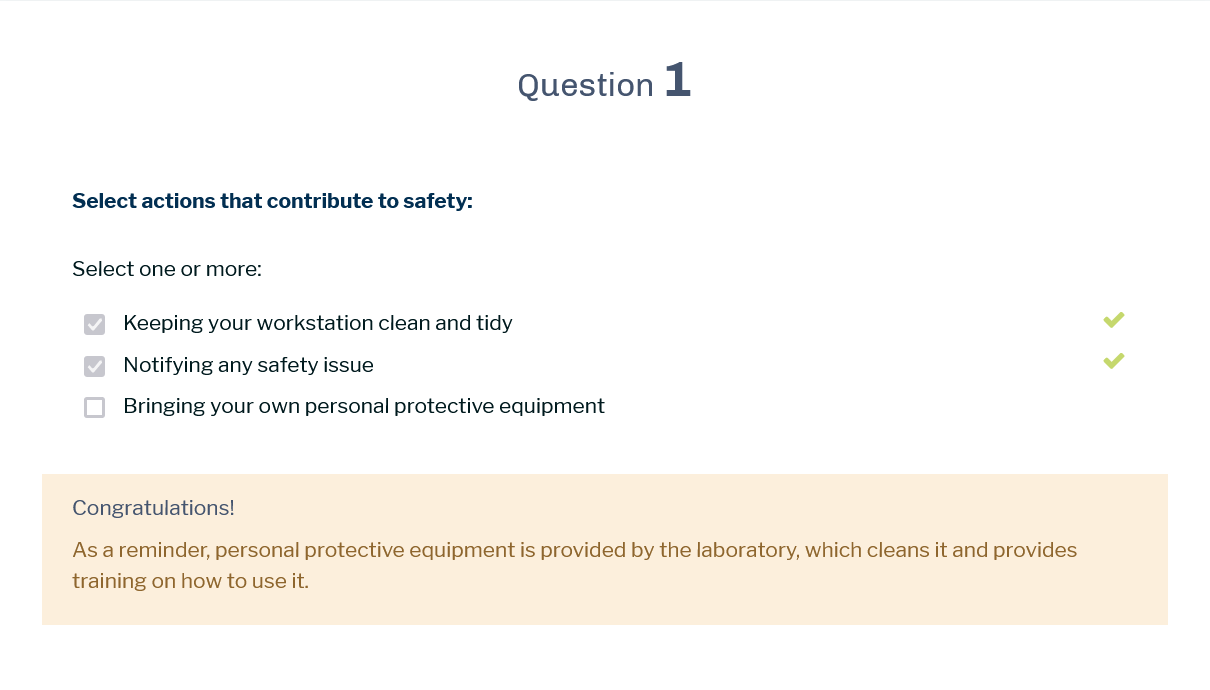 Question 1
Select actions that contribute to safety:
Select one or more:
Keeping your workstation clean and tidy
Notifying any safety issue
Bringing your own personal protective equipment
Congratulations!
As a reminder, personal protective equipment is provided by the laboratory, which cleans it and provides
training on how to use it.